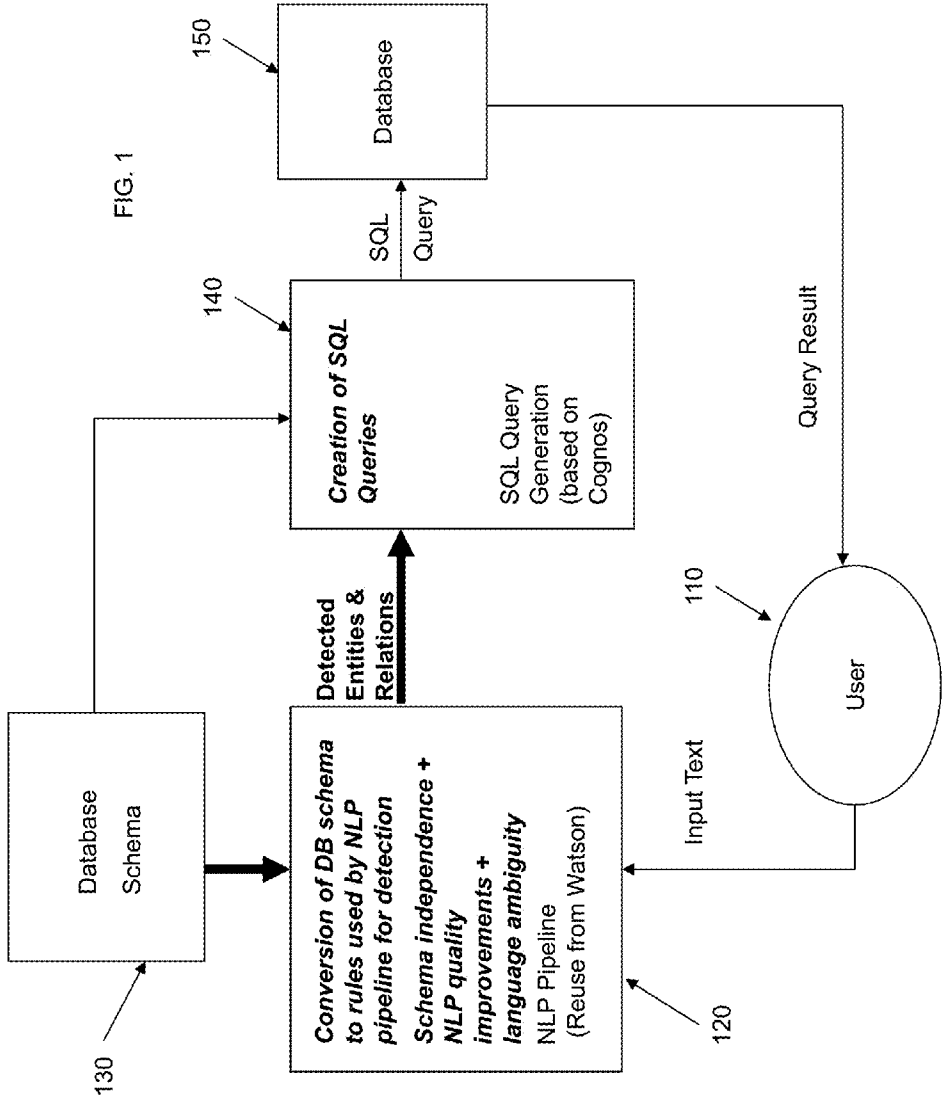 FIG. 1
130
Database
Schema
Conversion of DB schema
to rules used by NLP
pipeline for detection
Schema independence +
NLP quality
improvements +
language ambiguity
NLP Pipeline
(Reuse from Watson)
120
Detected
Entities &
Relations
140
Creation of SQL
Queries
SQL Query
Generation
(based on
Cognos)
SQL
Query
150
Database
Input Text
110
User
Query Result